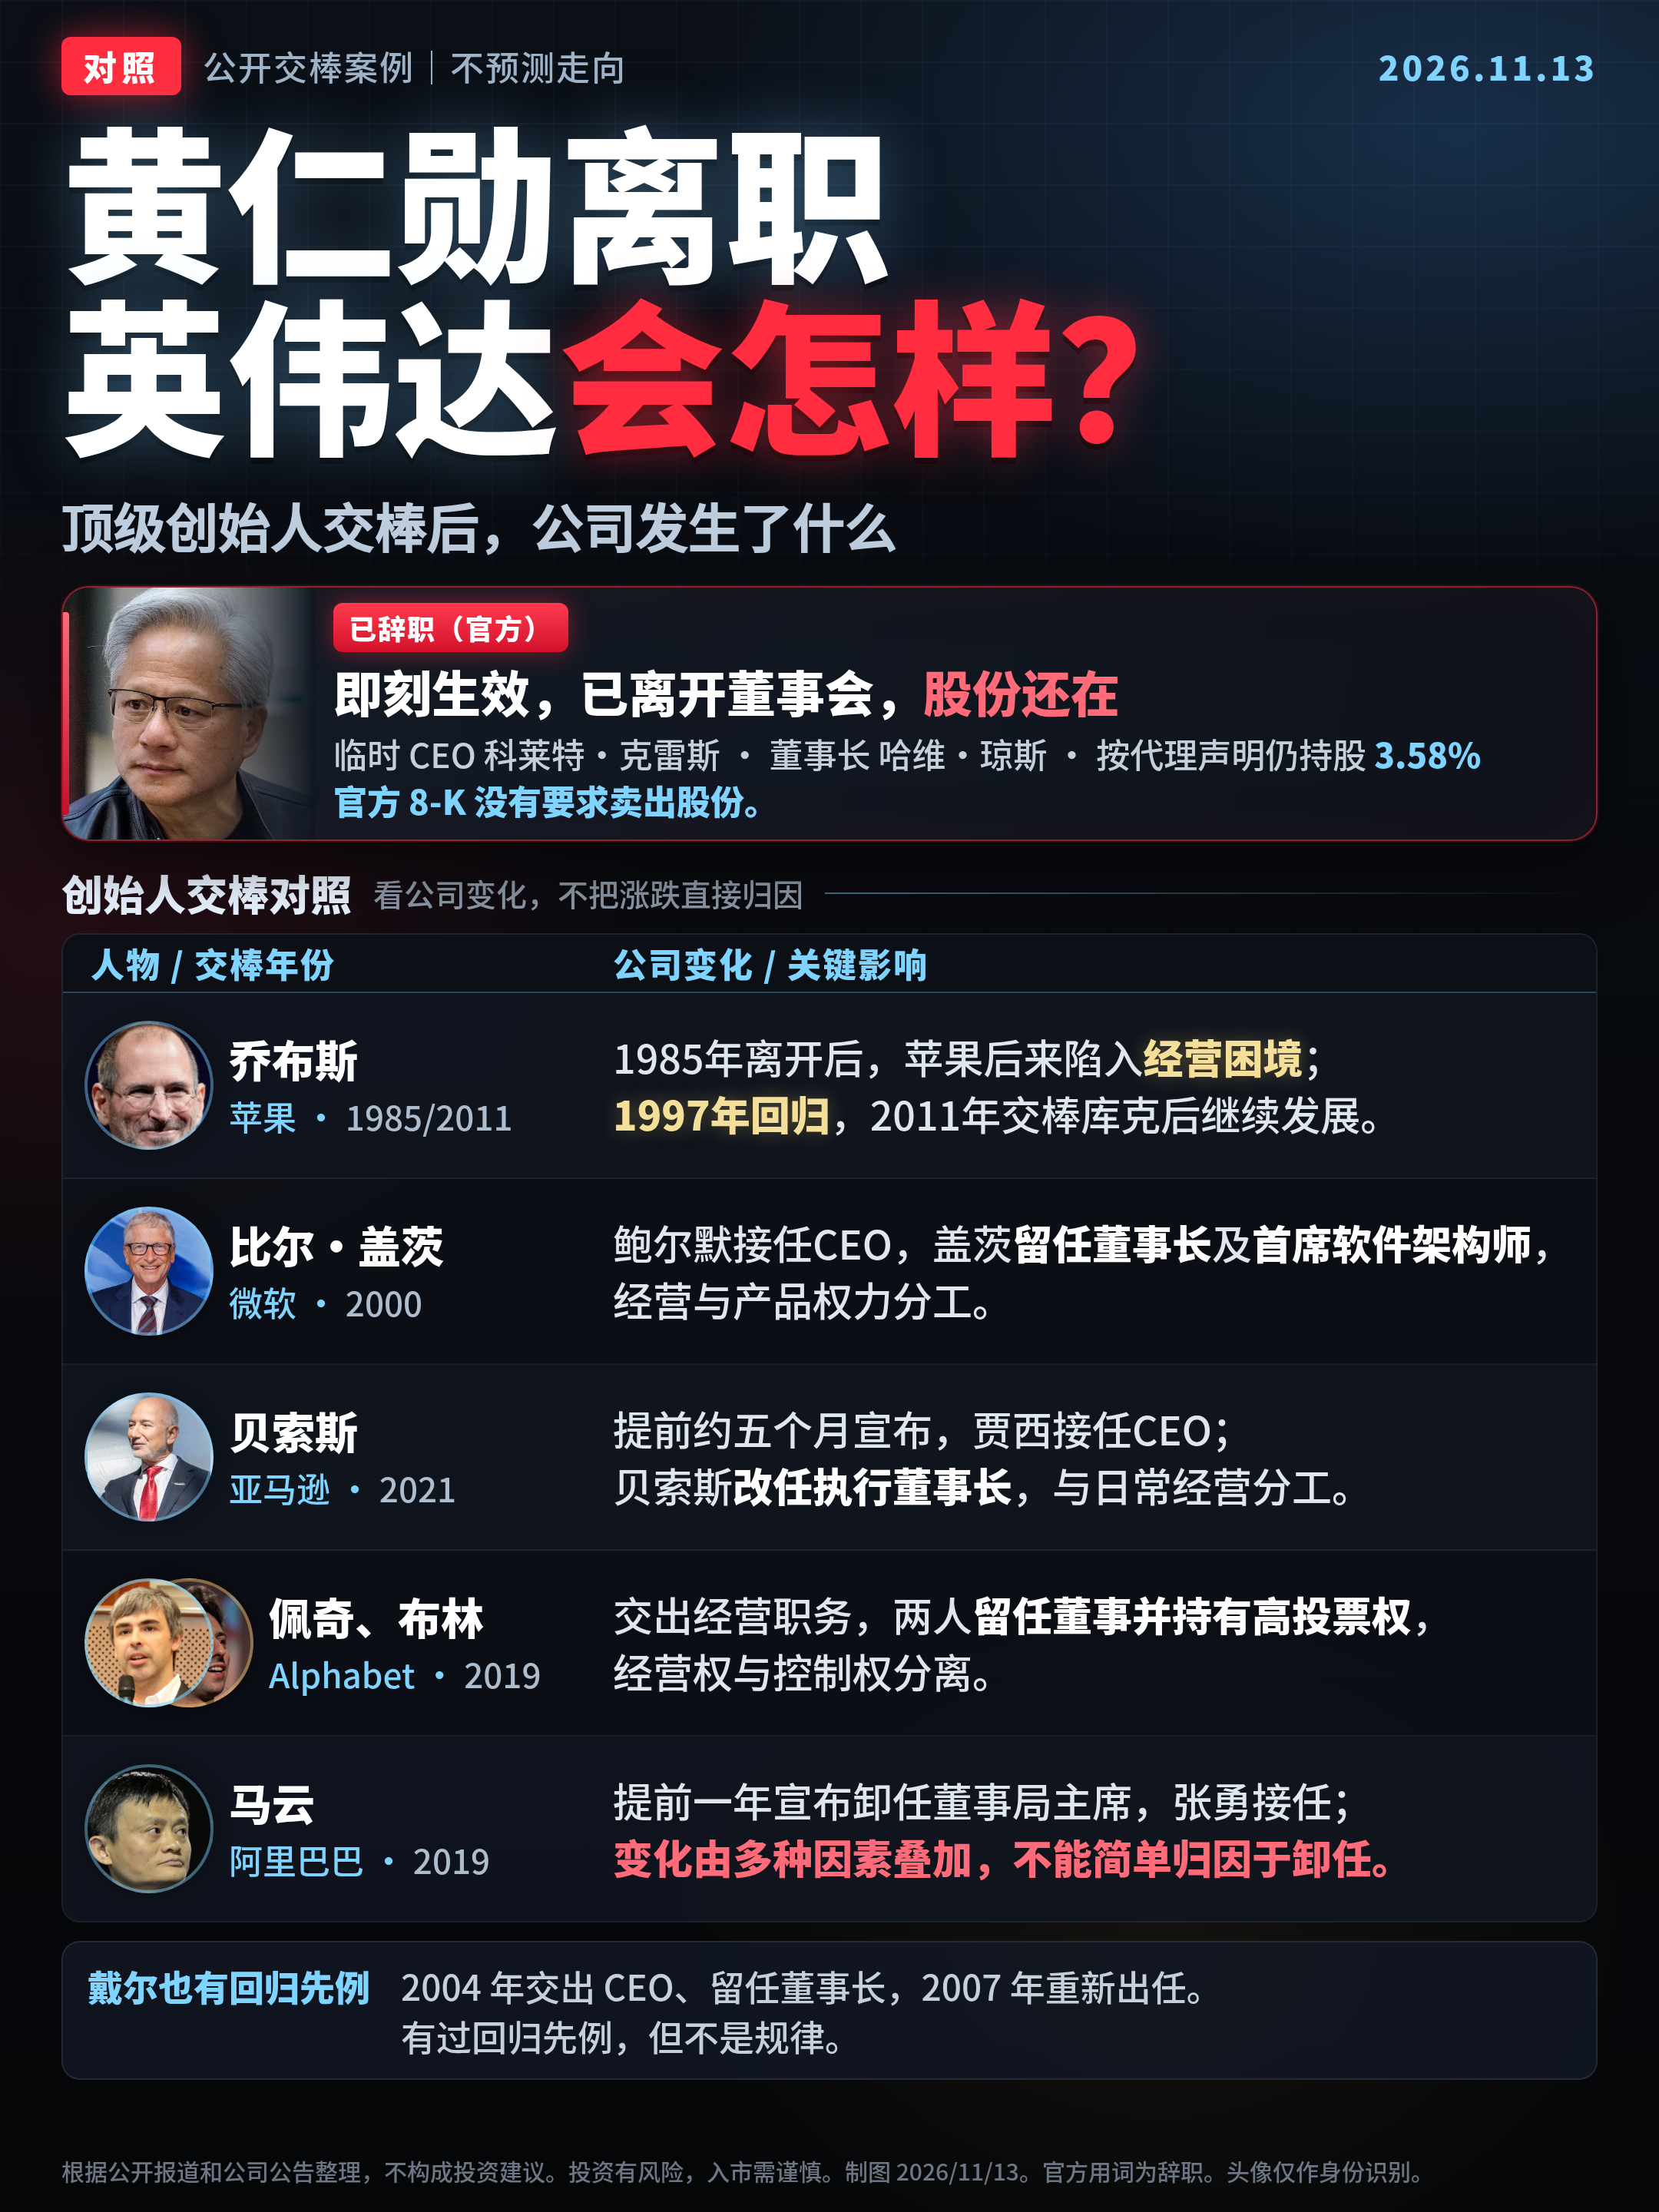 对照 公开交棒案例｜不预测走向 2026.11.13
黄仁勋离职
英伟达会怎样？
顶级创始人交棒后，公司发生了什么
已辞职（官方）
即刻生效，已离开董事会，股份还在
临时 CEO 科莱特・克雷斯 ・ 董事长 哈维・琼斯 ・ 按代理声明仍持股 3.58%
官方 8-K 没有要求卖出股份。
创始人交棒对照 看公司变化，不把涨跌直接归因
人物 / 交棒年份 公司变化 / 关键影响
乔布斯
苹果 · 1985/2011
1985年离开后，苹果后来陷入经营困境；
1997年回归，2011年交棒库克后继续发展。
比尔・盖茨
微软 · 2000
鲍尔默接任CEO，盖茨留任董事长及首席软件架构师，
经营与产品权力分工。
贝索斯
亚马逊 · 2021
提前约五个月宣布，贾西接任CEO；
贝索斯改任执行董事长，与日常经营分工。
佩奇、布林
Alphabet · 2019
交出经营职务，两人留任董事并持有高投票权，
经营权与控制权分离。
马云
阿里巴巴 · 2019
提前一年宣布卸任董事局主席，张勇接任；
变化由多种因素叠加，不能简单归因于卸任。
戴尔也有回归先例 2004 年交出 CEO、留任董事长，2007 年重新出任。
有过回归先例，但不是规律。
根据公开报道和公司公告整理，不构成投资建议。投资有风险，入市需谨慎。制图 2026/11/13。官方用词为辞职。头像仅作身份识别。